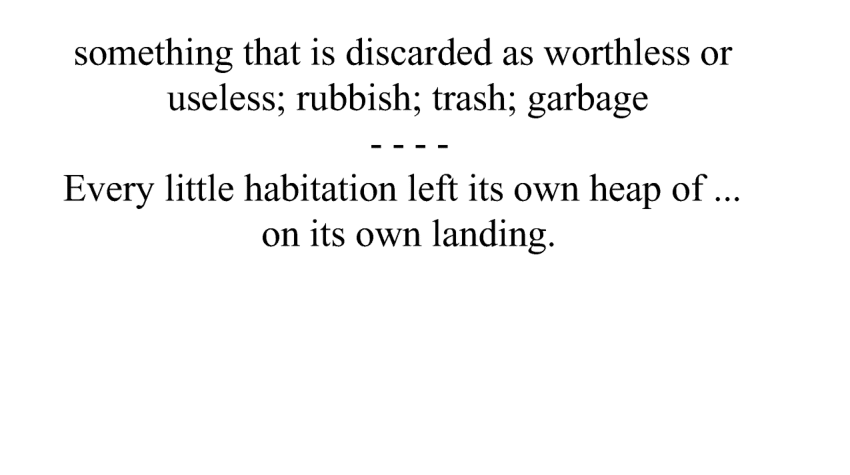 something that is discarded as worthless or
useless; rubbish; trash; garbage
- - - -
Every little habitation left its own heap of ...
on its own landing.